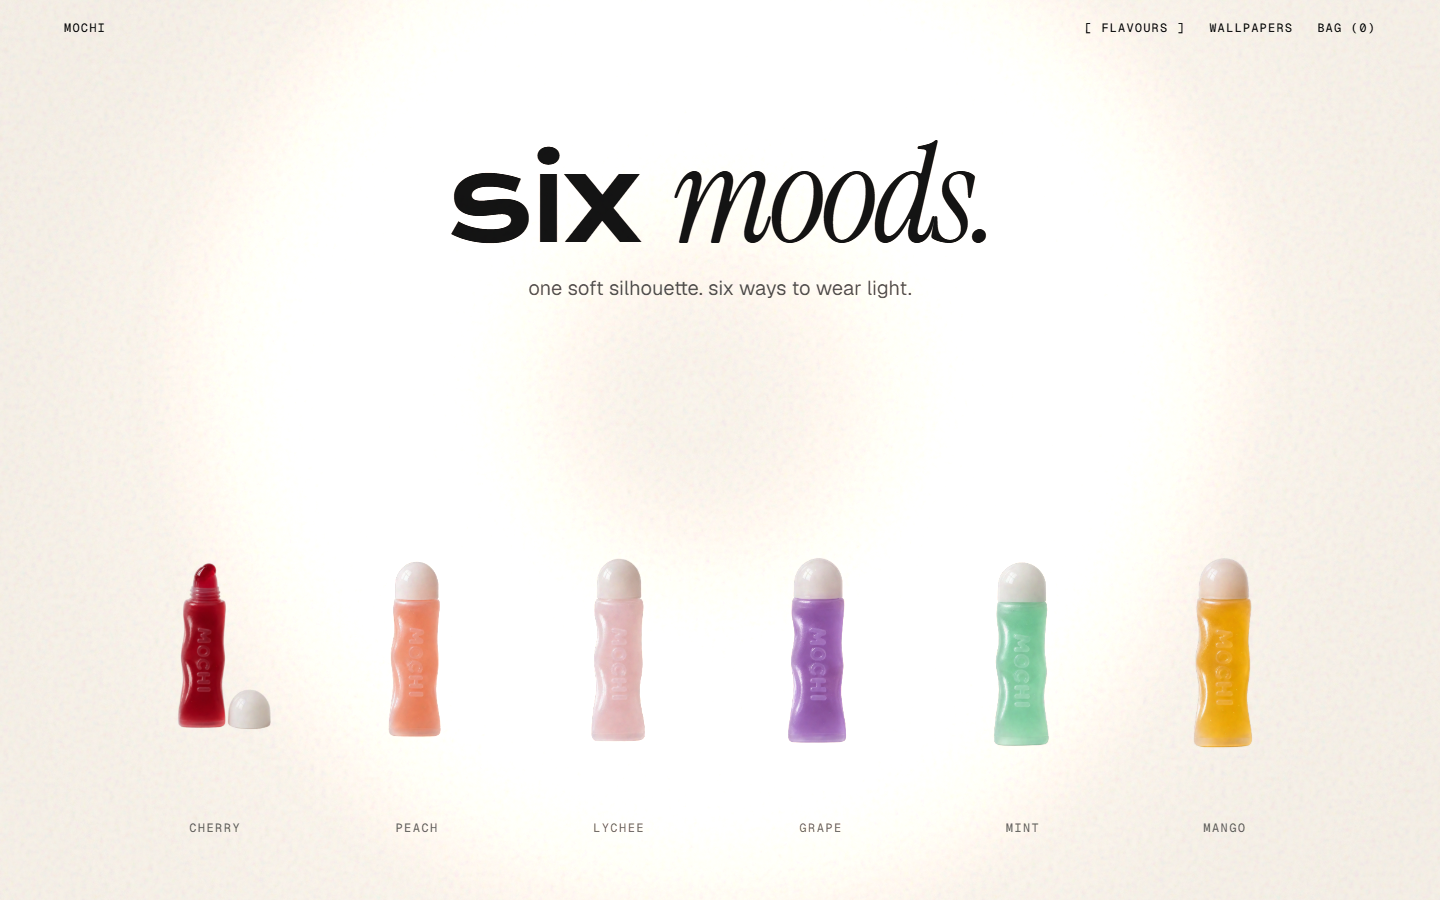 MOCHI
[ FLAVOURS ] WALLPAPERS BAG (0)
six moods.
one soft silhouette. six ways to wear light.
MOCHI
MOCHI
MOCHI
MOCHI
MOCHI
MOCHI
CHERRY
PEACH
LYCHEE
GRAPE
MINT
MANGO